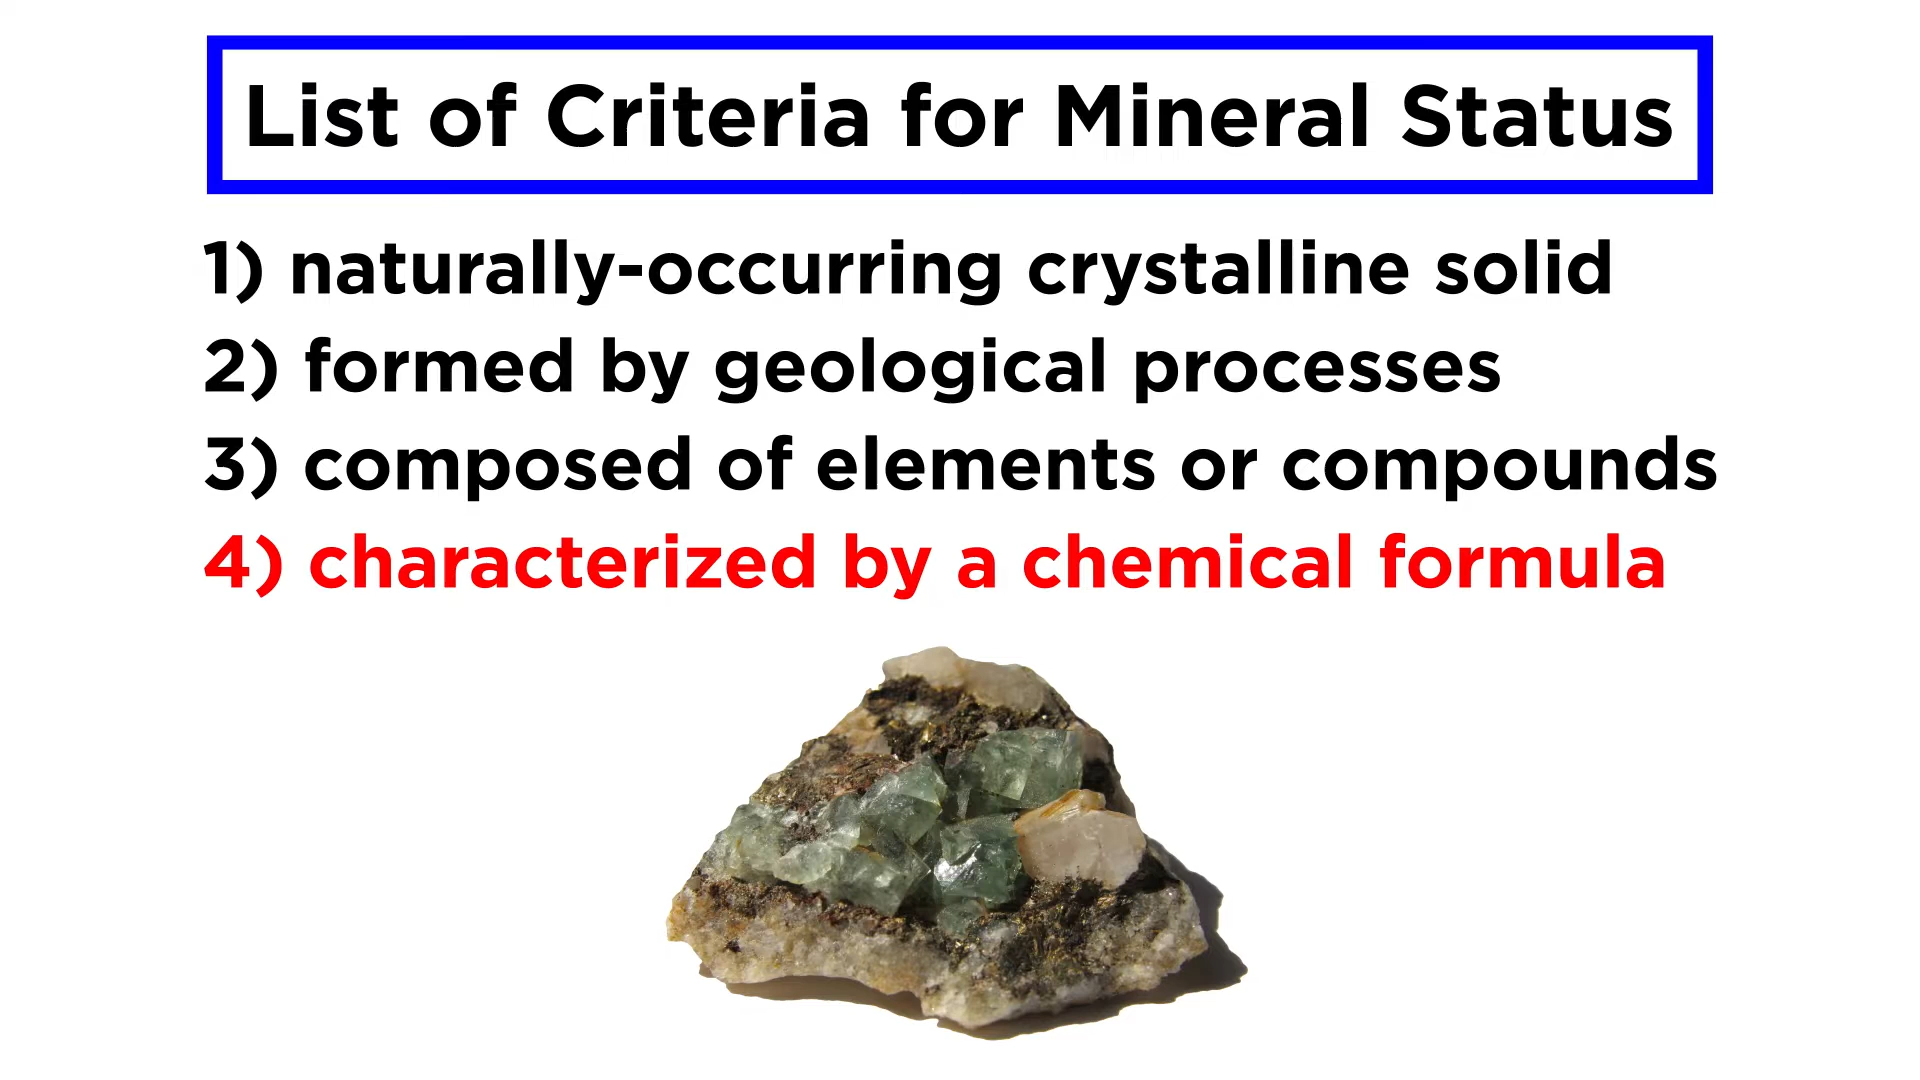 List of Criteria for Mineral Status
1) naturally-occurring crystalline solid
2) formed by geological processes
3) composed of elements or compounds
4) characterized by a chemical formula